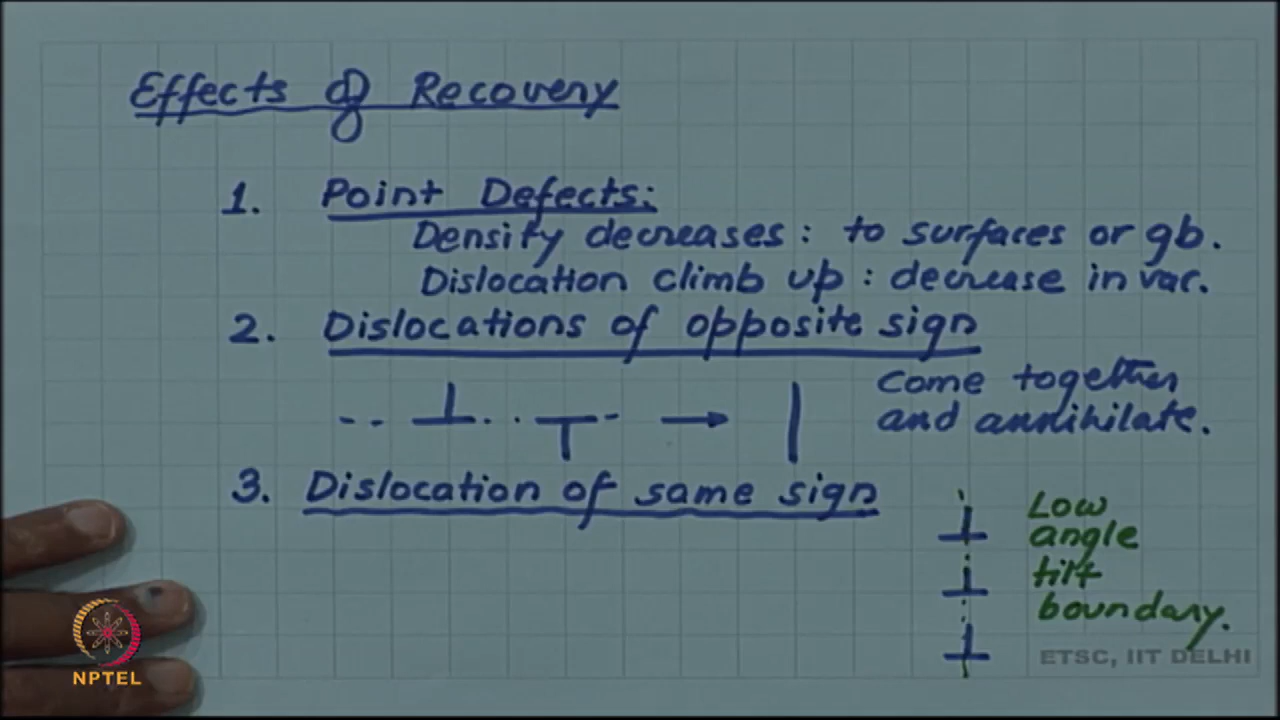 Effects of Recovery
1. Point Defects:
Density decreases: to surfaces or gb.
Dislocation climb up: decrease in vac.
2. Dislocations of opposite sign
Come together
and annihilate.
3. Dislocation of same sign
Low
angle
tilt
boundary.
ETSC, IIT DELHI
NPTEL